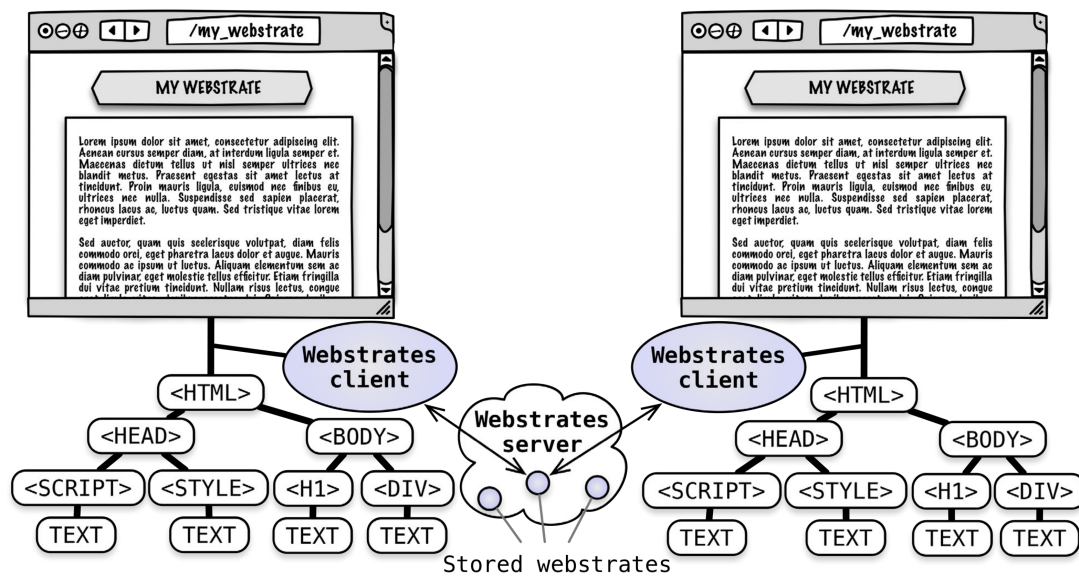 /my_webstrate
MY WEBSTRATE
Lorem ipsum dolor sit amet, consectetur adipiscing elit.
Aenean cursus semper diam, at interdum ligula semper et.
Maecenas dictum tellus ut nisl semper ultrices nec
blandit metus. Praesent egestas sit amet lectus at
tincidunt. Proin mauris ligula, euismod nec finibus eu,
ultrices nec nulla. Suspendisse sed sapien placerat,
rhoncus lacus ac, luctus quam. Sed tristique vitae lorem
eget imperdiet.
Sed auctor, quam quis scelerisque volutpat, diam felis
commodo orci, eget pharetra lacus dolor et augue. Mauris
commodo ac ipsum ut luctus. Aliquam elementum sem ac
diam pulvinar, eget molestie tellus efficitur. Etiam fringilla
dui vitae pretium tincidunt. Nullam risus lectus, congue
/my_webstrate
MY WEBSTRATE
Lorem ipsum dolor sit amet, consectetur adipiscing elit.
Aenean cursus semper diam, at interdum ligula semper et.
Maecenas dictum tellus ut nisl semper ultrices nec
blandit metus. Praesent egestas sit amet lectus at
tincidunt. Proin mauris ligula, euismod nec finibus eu,
ultrices nec nulla. Suspendisse sed sapien placerat,
rhoncus lacus ac, luctus quam. Sed tristique vitae lorem
eget imperdiet.
Sed auctor, quam quis scelerisque volutpat, diam felis
commodo orci, eget pharetra lacus dolor et augue. Mauris
commodo ac ipsum ut luctus. Aliquam elementum sem ac
diam pulvinar, eget molestie tellus efficitur. Etiam fringilla
dui vitae pretium tincidunt. Nullam risus lectus, congue
Webstrates
client
<HTML>
<HEAD>
<BODY>
<SCRIPT>
<STYLE>
<H1>
<DIV>
TEXT
TEXT
TEXT
TEXT
Webstrates
server
Stored webstrates
Webstrates
client
<HTML>
<HEAD>
<BODY>
<SCRIPT>
<STYLE>
<H1>
<DIV>
TEXT
TEXT
TEXT
TEXT